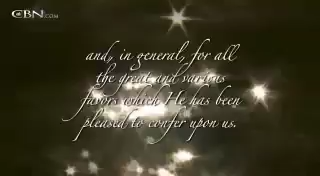 CBN.COM
and, in general, for all
the great and various
favors which He has been
pleased to confer upon us.